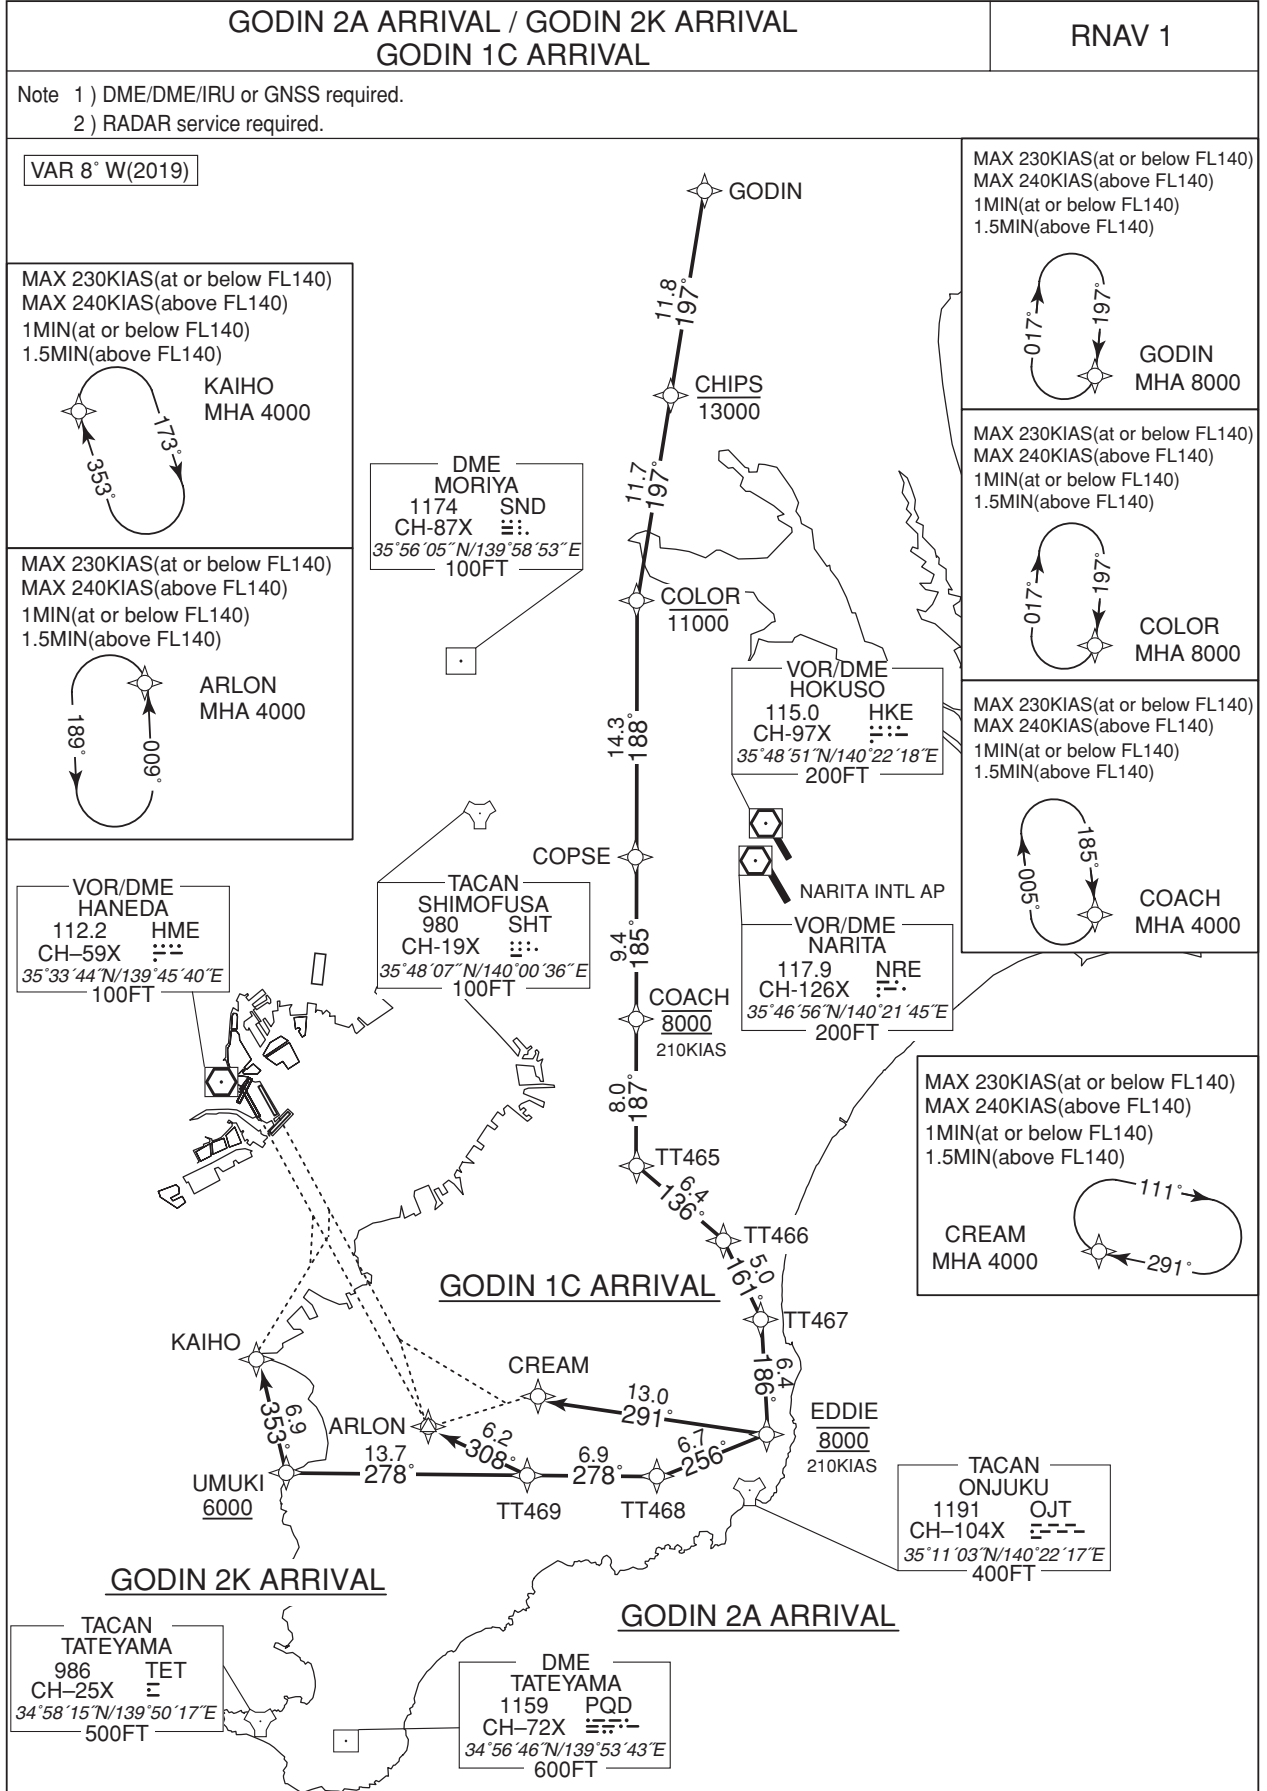 GODIN 2A ARRIVAL / GODIN 2K ARRIVAL
GODIN 1C ARRIVAL
RNAV 1
Note 1 ) DME/DME/IRU or GNSS required.
2 ) RADAR service required.
VAR 8° W(2019)
MAX 230KIAS(at or below FL140)
MAX 240KIAS(above FL140)
1MIN(at or below FL140)
1.5MIN(above FL140)
017°
197°
GODIN
MHA 8000
GODIN
11.8
197°
MAX 230KIAS(at or below FL140)
MAX 240KIAS(above FL140)
1MIN(at or below FL140)
1.5MIN(above FL140)
KAIHO
MHA 4000
173°
353°
CHIPS
13000
11.7
197°
MAX 230KIAS(at or below FL140)
MAX 240KIAS(above FL140)
1MIN(at or below FL140)
1.5MIN(above FL140)
017°
197°
COLOR
MHA 8000
DME
MORIYA
1174 SND
CH-87X
35°56´05˝N/139°58´53˝E
100FT
MAX 230KIAS(at or below FL140)
MAX 240KIAS(above FL140)
1MIN(at or below FL140)
1.5MIN(above FL140)
ARLON
MHA 4000
189°
009°
COLOR
11000
14.3
188°
VOR/DME
HOKUSO
115.0 HKE
CH-97X
35°48´51˝N/140°22´18˝E
200FT
MAX 230KIAS(at or below FL140)
MAX 240KIAS(above FL140)
1MIN(at or below FL140)
1.5MIN(above FL140)
005°
185°
COACH
MHA 4000
COPSE
9.4
185°
NARITA INTL AP
VOR/DME
HANEDA
112.2 HME
CH–59X
35°33´44˝N/139°45´40˝E
100FT
TACAN
SHIMOFUSA
980 SHT
CH-19X
35°48´07˝N/140°00´36˝E
100FT
VOR/DME
NARITA
117.9 NRE
CH-126X
35°46´56˝N/140°21´45˝E
200FT
COACH
8000
210KIAS
8.0
187°
MAX 230KIAS(at or below FL140)
MAX 240KIAS(above FL140)
1MIN(at or below FL140)
1.5MIN(above FL140)
111°
291°
CREAM
MHA 4000
TT465
6.4
136°
TT466
5.0
161°
GODIN 1C ARRIVAL
TT467
6.4
186°
KAIHO
CREAM
13.0
291°
EDDIE
8000
210KIAS
6.9
353°
ARLON
6.2
308°
6.7
256°
13.7
278°
6.9
278°
UMUKI
6000
TT469
TT468
TACAN
ONJUKU
1191 OJT
CH–104X
35°11´03˝N/140°22´17˝E
400FT
GODIN 2K ARRIVAL
GODIN 2A ARRIVAL
TACAN
TATEYAMA
986 TET
CH–25X
34°58´15˝N/139°50´17˝E
500FT
DME
TATEYAMA
1159 PQD
CH–72X
34°56´46˝N/139°53´43˝E
600FT